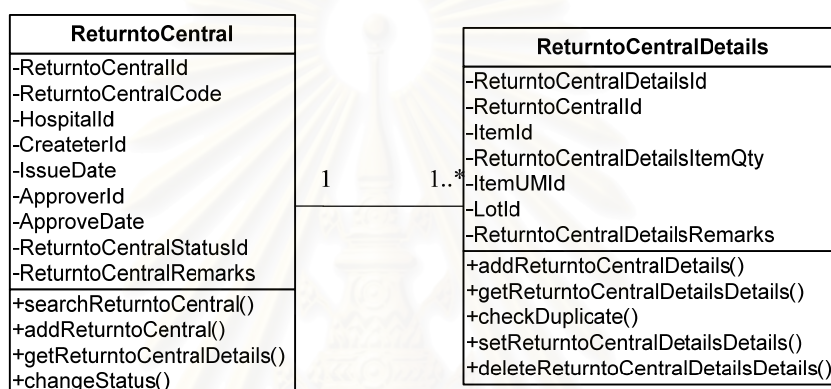 ReturntoCentral
-ReturntoCentralId
-ReturntoCentralCode
-HospitalId
-CreateterId
-IssueDate
-ApproverId
-ApproveDate
-ReturntoCentralStatusId
-ReturntoCentralRemarks
+searchReturntoCentral()
+addReturntoCentral()
+getReturntoCentralDetails()
+changeStatus()
1
1..*
ReturntoCentralDetails
-ReturntoCentralDetailsId
-ReturntoCentralId
-ItemId
-ReturntoCentralDetailsItemQty
-ItemUMId
-LotId
-ReturntoCentralDetailsRemarks
+addReturntoCentralDetails()
+getReturntoCentralDetailsDetails()
+checkDuplicate()
+setReturntoCentralDetailsDetails()
+deleteReturntoCentralDetailsDetails()